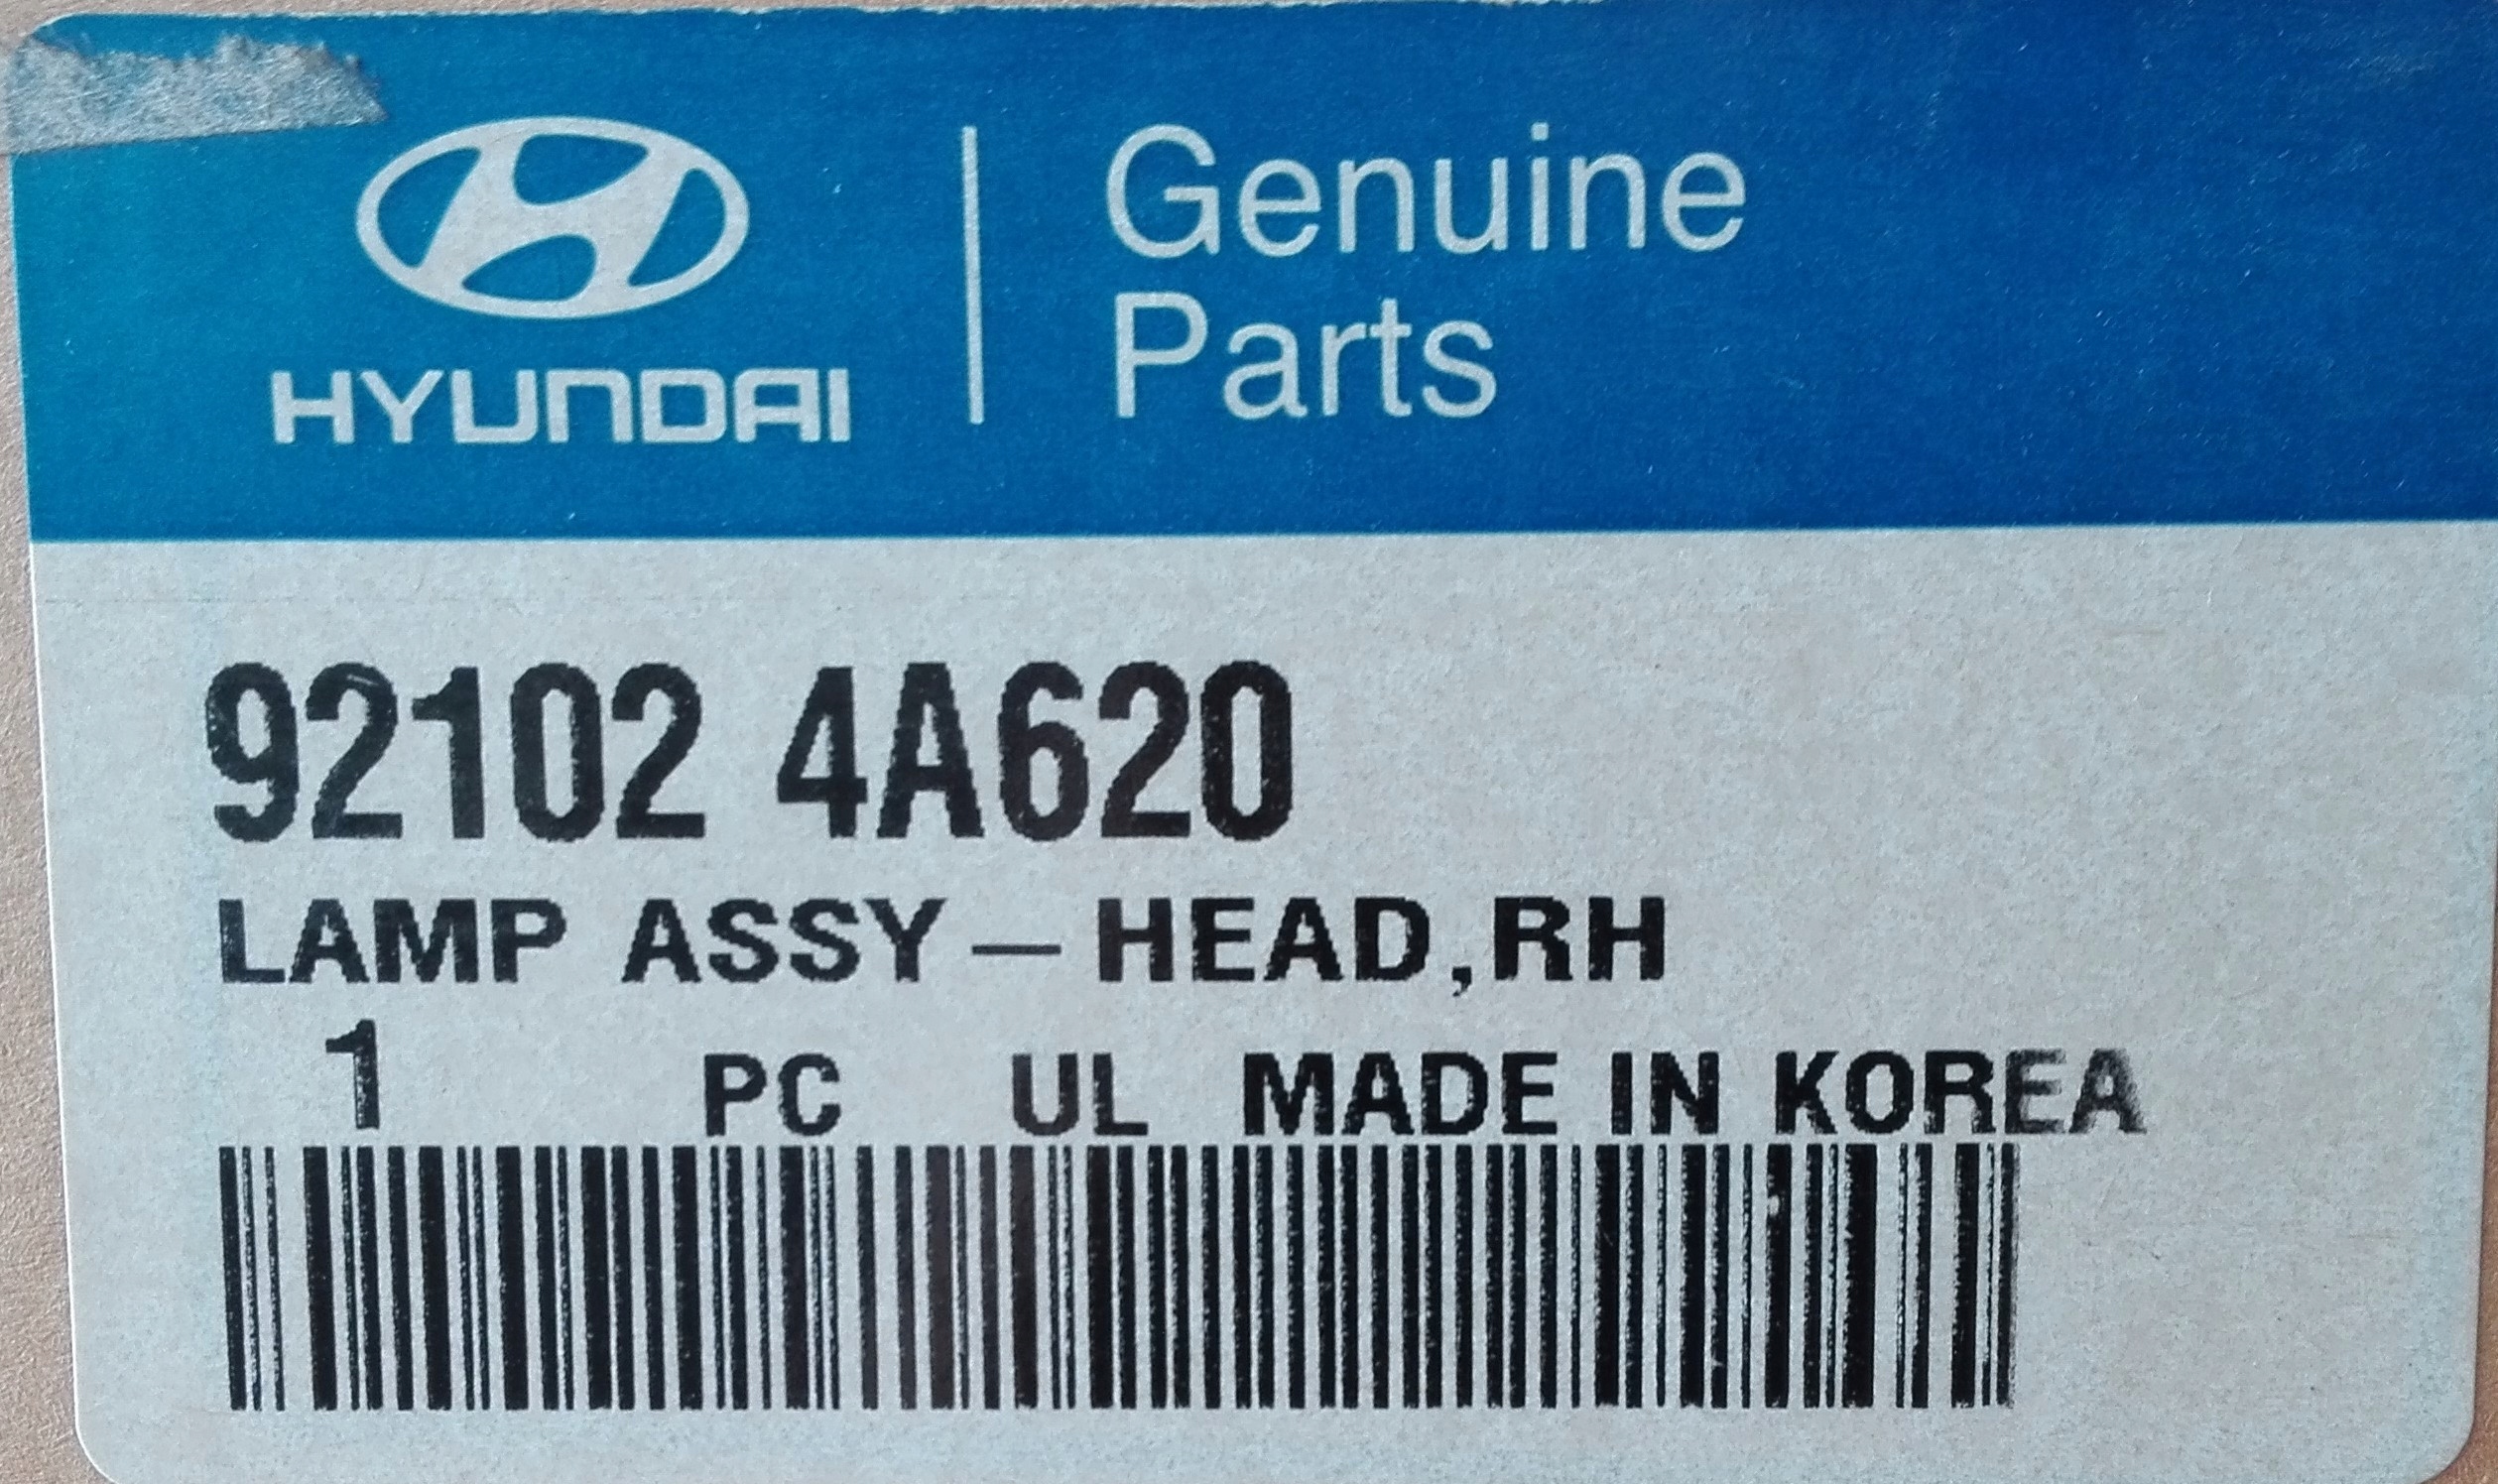 HYUNDAI
Genuine
Parts
92102 4A620
LAMP ASSY-HEAD,RH
1 PC UL MADE IN KOREA